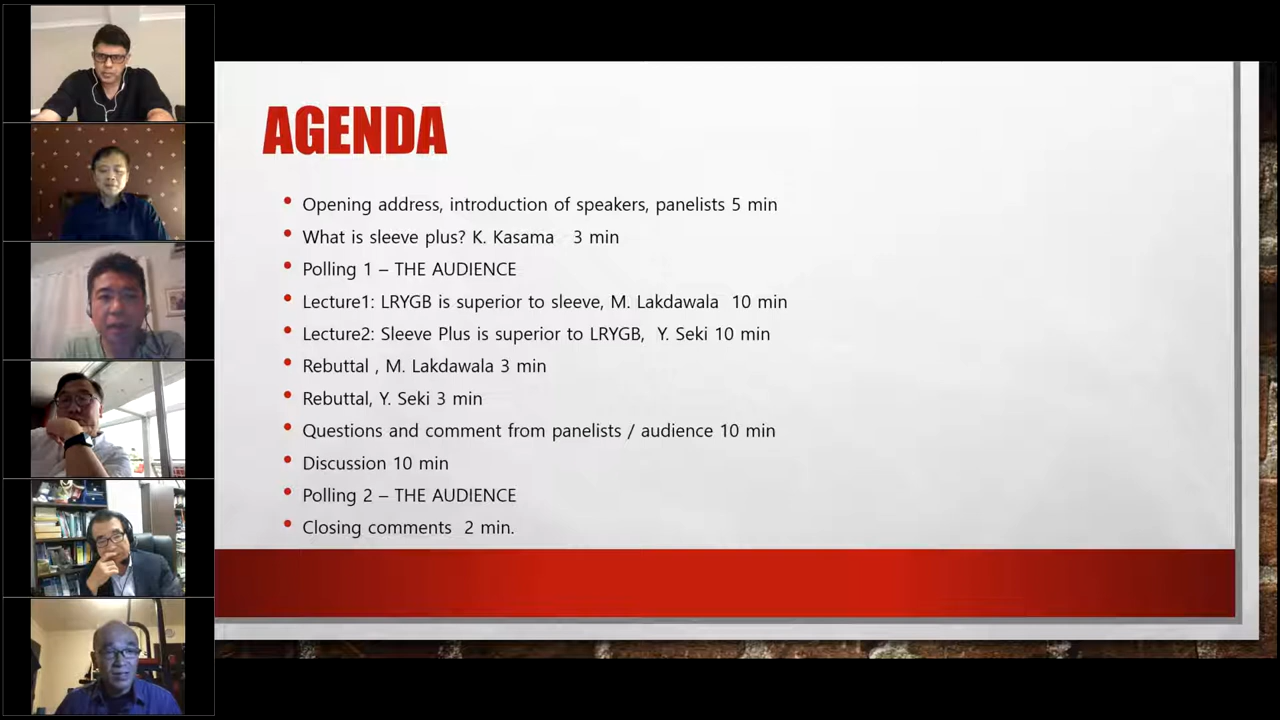 AGENDA
• Opening address, introduction of speakers, panelists 5 min
• What is sleeve plus? K. Kasama 3 min
• Polling 1 – THE AUDIENCE
• Lecture1: LRYGB is superior to sleeve, M. Lakdawala 10 min
• Lecture2: Sleeve Plus is superior to LRYGB, Y. Seki 10 min
• Rebuttal , M. Lakdawala 3 min
• Rebuttal, Y. Seki 3 min
• Questions and comment from panelists / audience 10 min
• Discussion 10 min
• Polling 2 – THE AUDIENCE
• Closing comments 2 min.